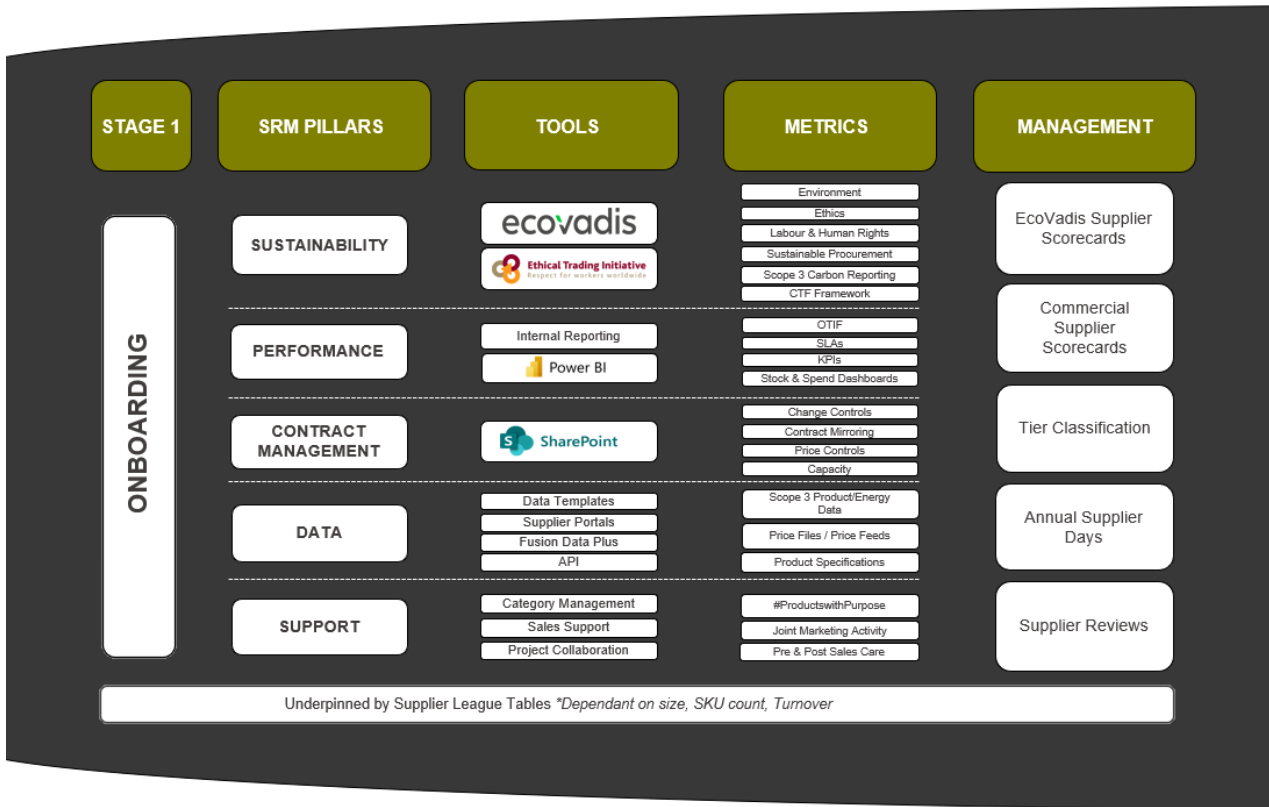 STAGE 1
SRM PILLARS
TOOLS
METRICS
MANAGEMENT
ONBOARDING
SUSTAINABILITY
ecovadis
Ethical Trading Initiative
Respect for workers worldwide
Environment
Ethics
Labour & Human Rights
Sustainable Procurement
Scope 3 Carbon Reporting
CTF Framework
PERFORMANCE
Internal Reporting
Power BI
OTIF
SLAs
KPIs
Stock & Spend Dashboards
CONTRACT
MANAGEMENT
S
SharePoint
Change Controls
Contract Mirroring
Price Controls
Capacity
DATA
Data Templates
Supplier Portals
Fusion Data Plus
API
Scope 3 Product/Energy
Data
Price Files / Price Feeds
Product Specifications
SUPPORT
Category Management
Sales Support
Project Collaboration
#ProductswithPurpose
Joint Marketing Activity
Pre & Post Sales Care
EcoVadis Supplier
Scorecards
Commercial
Supplier
Scorecards
Tier Classification
Annual Supplier
Days
Supplier Reviews
Underpinned by Supplier League Tables *Dependant on size, SKU count, Turnover